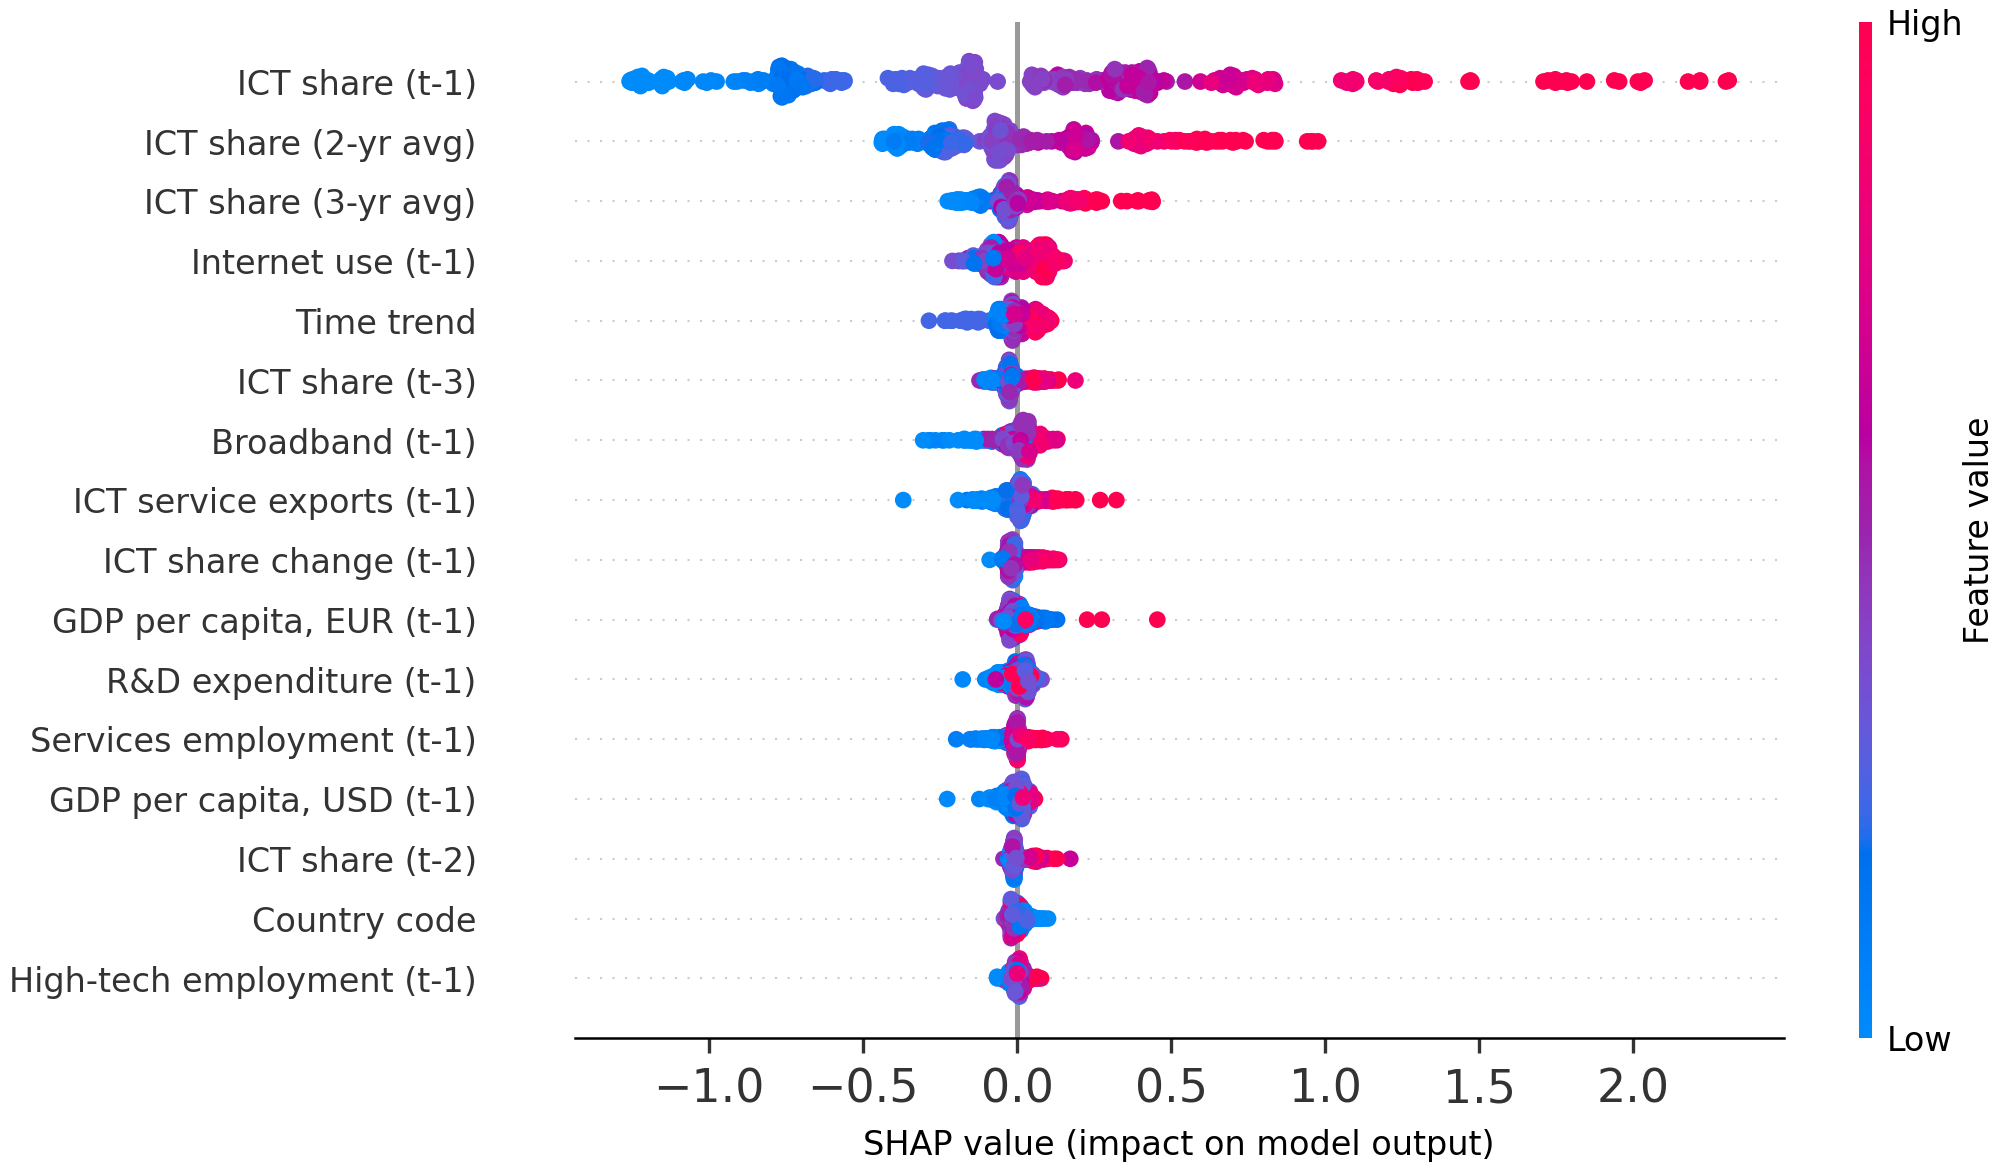 High
ICT share (t-1)
ICT share (2-yr avg)
ICT share (3-yr avg)
Internet use (t-1)
Time trend
ICT share (t-3)
Broadband (t-1)
ICT service exports (t-1)
ICT share change (t-1)
GDP per capita, EUR (t-1)
R&D expenditure (t-1)
Services employment (t-1)
GDP per capita, USD (t-1)
ICT share (t-2)
Country code
High-tech employment (t-1)
Feature value
Low
−1.0 −0.5 0.0 0.5 1.0 1.5 2.0
SHAP value (impact on model output)